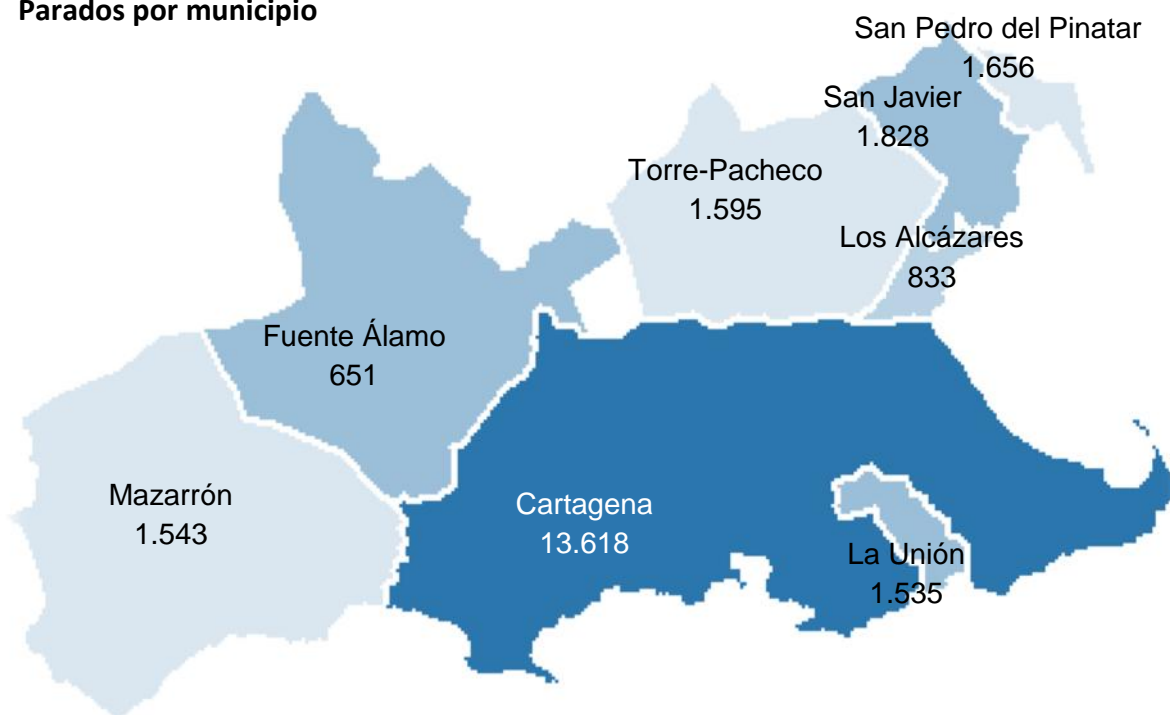 Parados por municipio
San Pedro del Pinatar
1.656
San Javier
1.828
Torre-Pacheco
1.595
Los Alcázares
833
Fuente Álamo
651
Mazarrón
1.543
Cartagena
13.618
La Unión
1.535